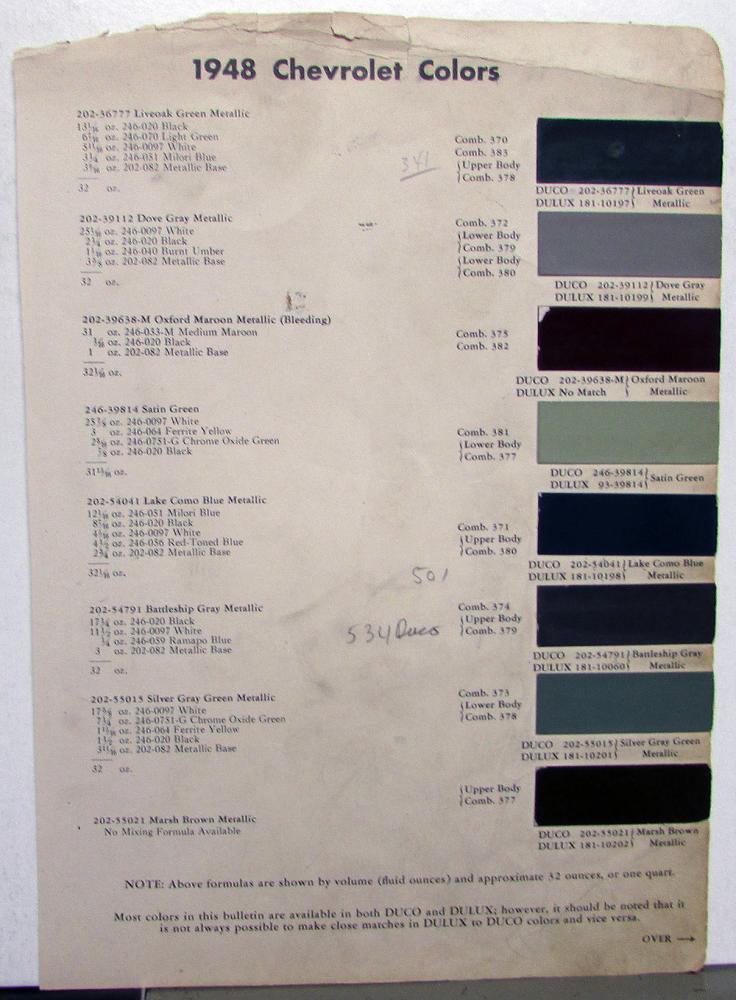 1948 Chevrolet Colors
202-36777 Liveoak Green Metallic
oz. 246-020 Black
oz. 246-070 Light Green
oz. 246-0097 White
3¼ oz. 246-051 Milori Blue
oz. 202-082 Metallic Base
32 oz.
341
Comb. 370
Comb. 383
{Upper Body
{Comb. 378
DUCO 202-36777} Liveoak Green
DULUX 181-10197} Metallic
202-39112 Dove Gray Metallic
oz. 246-0097 White
2¼ oz. 246-020 Black
oz. 246-040 Burnt Umber
oz. 202-082 Metallic Base
32 oz.
Comb. 372
{Lower Body
{Comb. 379
{Lower Body
{Comb. 380
DUCO 202-39112} Dove Gray
DULUX 181-10199} Metallic
202-39638-M Oxford Maroon Metallic (Bleeding)
31 oz. 246-033-M Medium Maroon
oz. 246-020 Black
1 oz. 202-082 Metallic Base
oz.
Comb. 375
Comb. 382
DUCO 202-39638-M} Oxford Maroon
DULUX No Match } Metallic
246-39814 Satin Green
oz. 246-0097 White
3 oz. 246-064 Ferrite Yellow
oz. 246-0751-G Chrome Oxide Green
oz. 246-020 Black
oz.
Comb. 381
{Lower Body
{Comb. 377
DUCO 246-39814} Satin Green
DULUX 93-39814}
202-54041 Lake Como Blue Metallic
oz. 246-051 Milori Blue
oz. 246-020 Black
oz. 246-0097 White
4½ oz. 246-056 Red-Toned Blue
2¾ oz. 202-082 Metallic Base
oz.
501
Comb. 371
{Upper Body
{Comb. 380
DUCO 202-54041} Lake Como Blue
DULUX 181-10198} Metallic
202-54791 Battleship Gray Metallic
17¼ oz. 246-020 Black
11½ oz. 246-0097 White
¼ oz. 246-059 Ramapo Blue
3 oz. 202-082 Metallic Base
32 oz.
534 Duco
Comb. 374
{Upper Body
{Comb. 379
DUCO 202-54791} Battleship Gray
DULUX 181-10060} Metallic
202-55015 Silver Gray Green Metallic
oz. 246-0097 White
7¼ oz. 246-0751-G Chrome Oxide Green
oz. 246-064 Ferrite Yellow
1½ oz. 246-020 Black
oz. 202-082 Metallic Base
32 oz.
Comb. 373
{Lower Body
{Comb. 378
DUCO 202-55015} Silver Gray Green
DULUX 181-10201} Metallic
{Upper Body
{Comb. 377
202-55021 Marsh Brown Metallic
No Mixing Formula Available
DUCO 202-55021} Marsh Brown
DULUX 181-10202} Metallic
NOTE: Above formulas are shown by volume (fluid ounces) and approximate 32 ounces, or one quart.
Most colors in this bulletin are available in both DUCO and DULUX; however, it should be noted that it
is not always possible to make close matches in DULUX to DUCO colors and vice versa.
OVER →